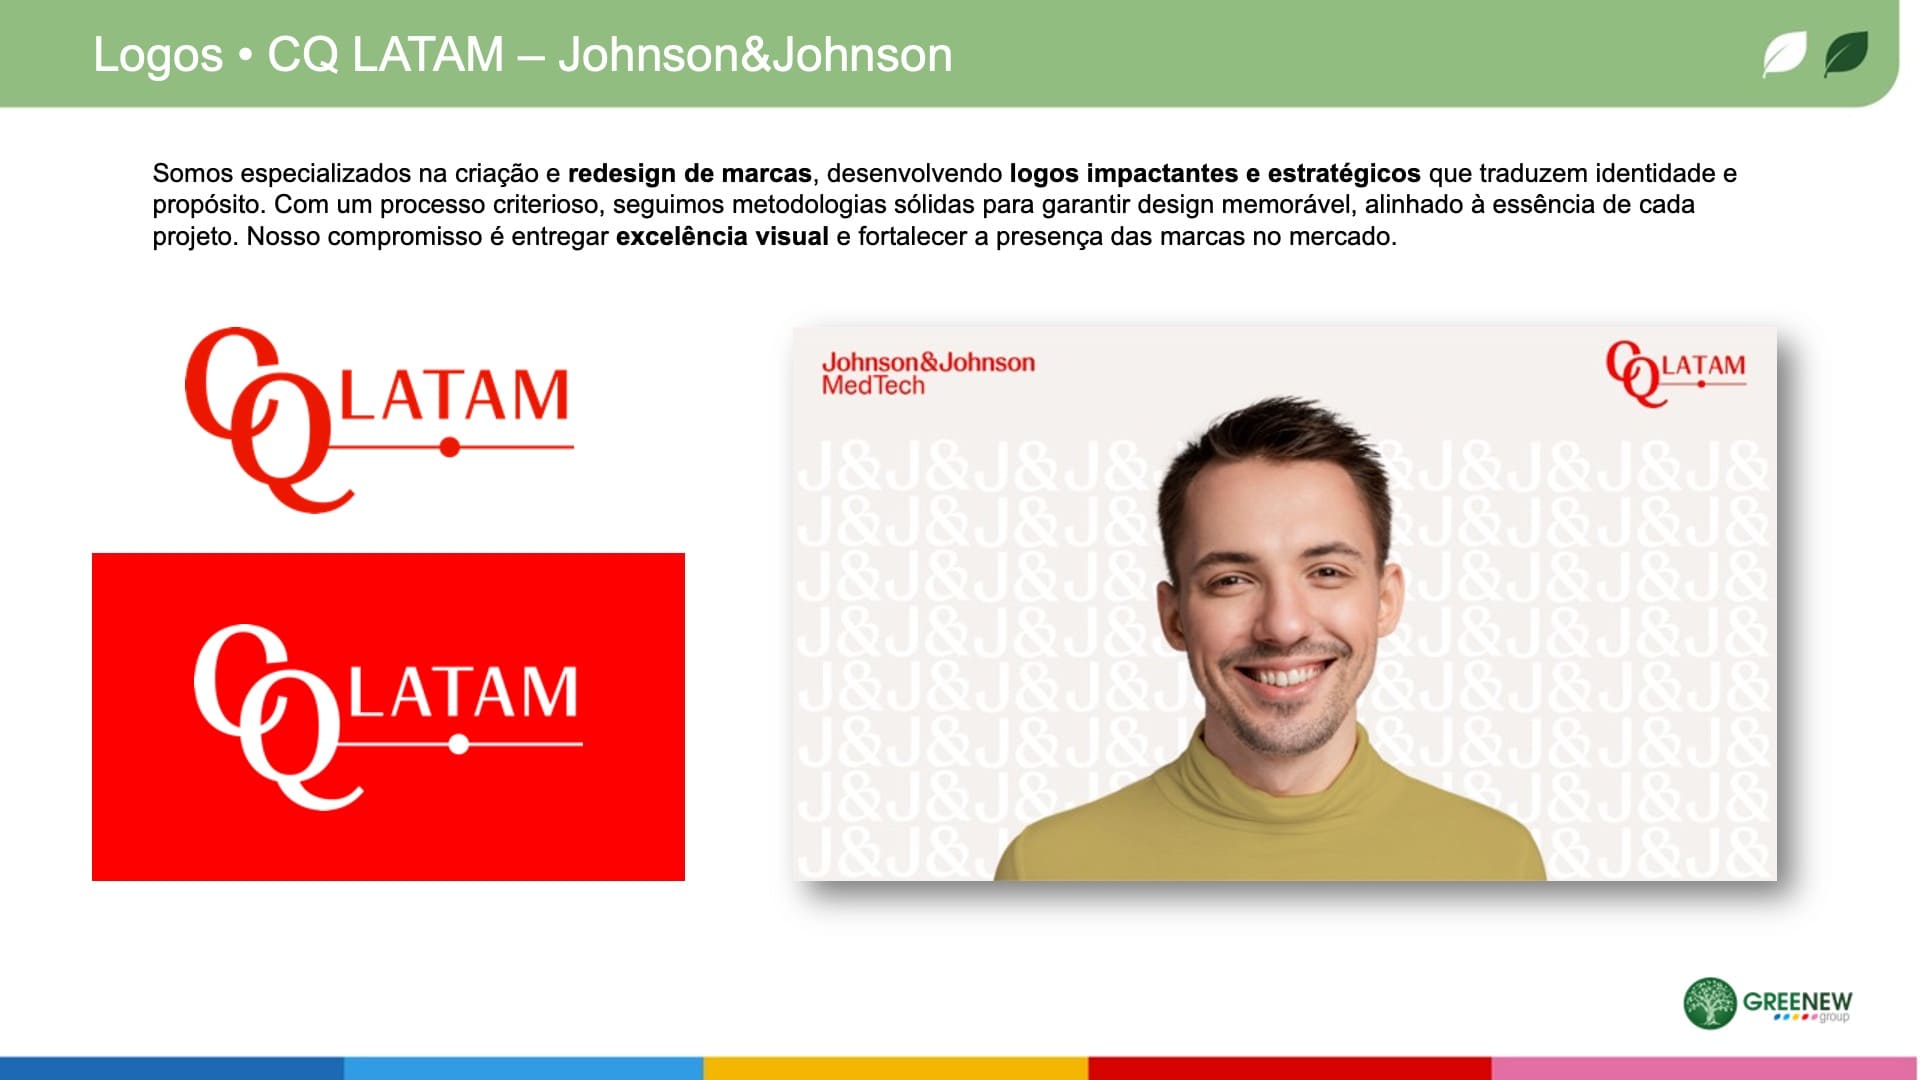 Logos • CQ LATAM – Johnson&Johnson
Somos especializados na criação e redesign de marcas, desenvolvendo logos impactantes e estratégicos que traduzem identidade e
propósito. Com um processo criterioso, seguimos metodologias sólidas para garantir design memorável, alinhado à essência de cada
projeto. Nosso compromisso é entregar excelência visual e fortalecer a presença das marcas no mercado.
CQ LATAM
CQ LATAM
Johnson&Johnson
MedTech
CQ LATAM
J&J&J&J& J&J&J&J&
J&J&J&J& J&J&J&J&
J&J&J&J& J&J&J&J&
J&J&J&J& J&J&J&J&
J&J&J&J& J&J&J&J&
J&J&J&J& J&J&J&J&
J&J&J& J&J&J&
J&J& &J&J&
GREENEW
group